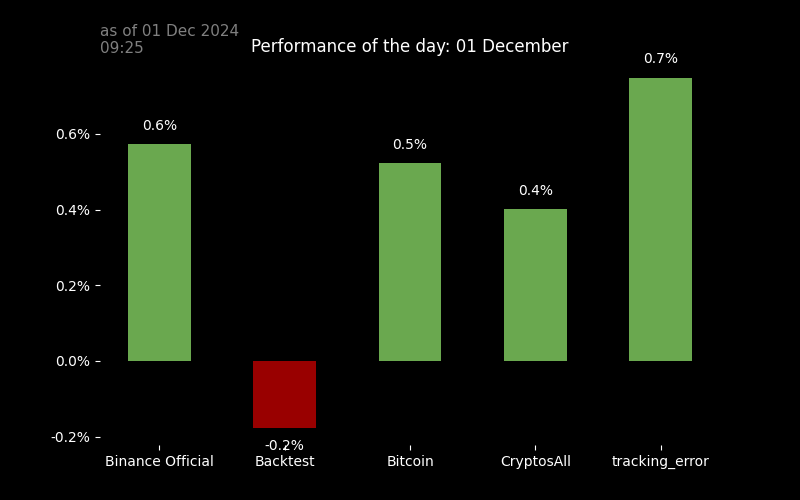 as of 01 Dec 2024
09:25
Performance of the day: 01 December
0.7%
0.6%
0.5%
0.4%
-0.2%
0.6%
0.4%
0.2%
0.0%
-0.2%
Binance Official
Backtest
Bitcoin
CryptosAll
tracking_error